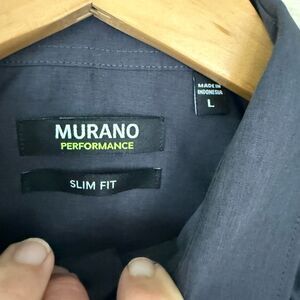 MADE IN
INDONESIA
L
MURANO
PERFORMANCE
SLIM FIT